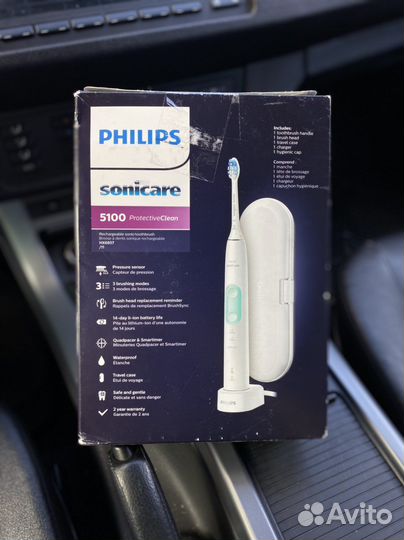 PHILIPS
sonicare
5100 ProtectiveClean
Rechargeable sonic toothbrush
Brosse à dents sonique rechargeable
HX6857
/11
Pressure sensor
Capteur de pression
3 brushing modes
3 modes de brossage
Brush head replacement reminder
Rappels de remplacement BrushSync
14-day li-ion battery life
Pile au lithium-ion d'une autonomie
de 14 jours
Quadpacer & Smartimer
Minuteries Quadpacer et Smartimer
Waterproof
Étanche
Travel case
Étui de voyage
Safe and gentle
Délicate et sans danger
2 year warranty
Garantie de 2 ans
Includes:
1 toothbrush handle
1 brush head
1 travel case
1 charger
1 hygienic cap
Comprend :
1 manche
1 tête de brossage
1 étui de voyage
1 chargeur
1 capuchon hygiénique
PHILIPS
Avito